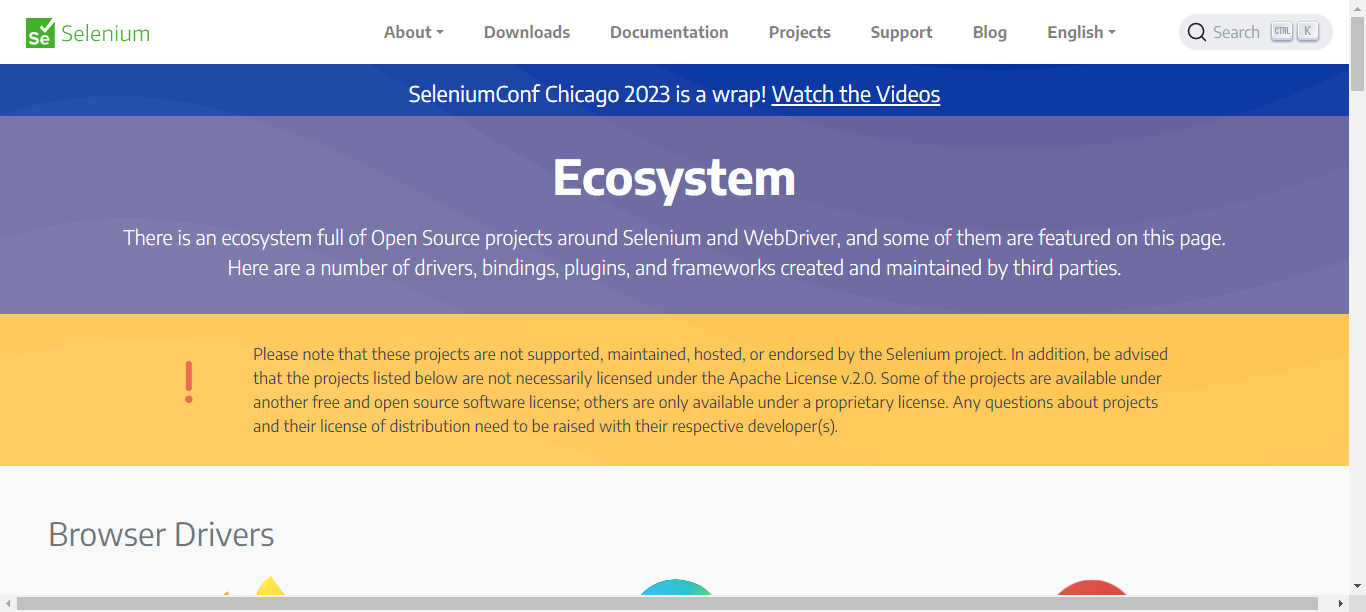 Se Selenium
About Downloads Documentation Projects Support Blog English Search CTRL K
SeleniumConf Chicago 2023 is a wrap! Watch the Videos
Ecosystem
There is an ecosystem full of Open Source projects around Selenium and WebDriver, and some of them are featured on this page.
Here are a number of drivers, bindings, plugins, and frameworks created and maintained by third parties.
Please note that these projects are not supported, maintained, hosted, or endorsed by the Selenium project. In addition, be advised
that the projects listed below are not necessarily licensed under the Apache License v.2.0. Some of the projects are available under
another free and open source software license; others are only available under a proprietary license. Any questions about projects
and their license of distribution need to be raised with their respective developer(s).
Browser Drivers